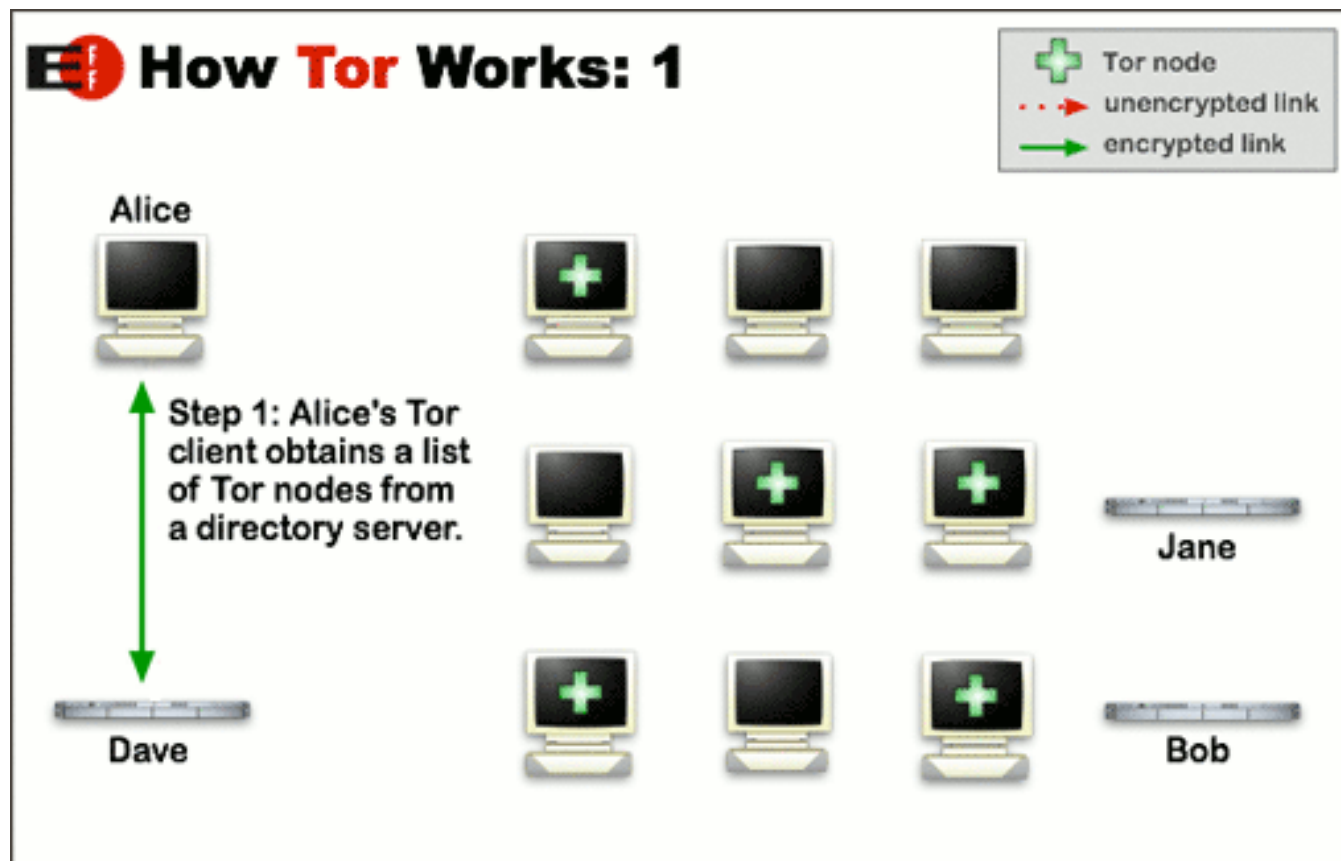 EFF How Tor Works: 1
Tor node
unencrypted link
encrypted link
Alice
Step 1: Alice's Tor
client obtains a list
of Tor nodes from
a directory server.
Jane
Dave
Bob